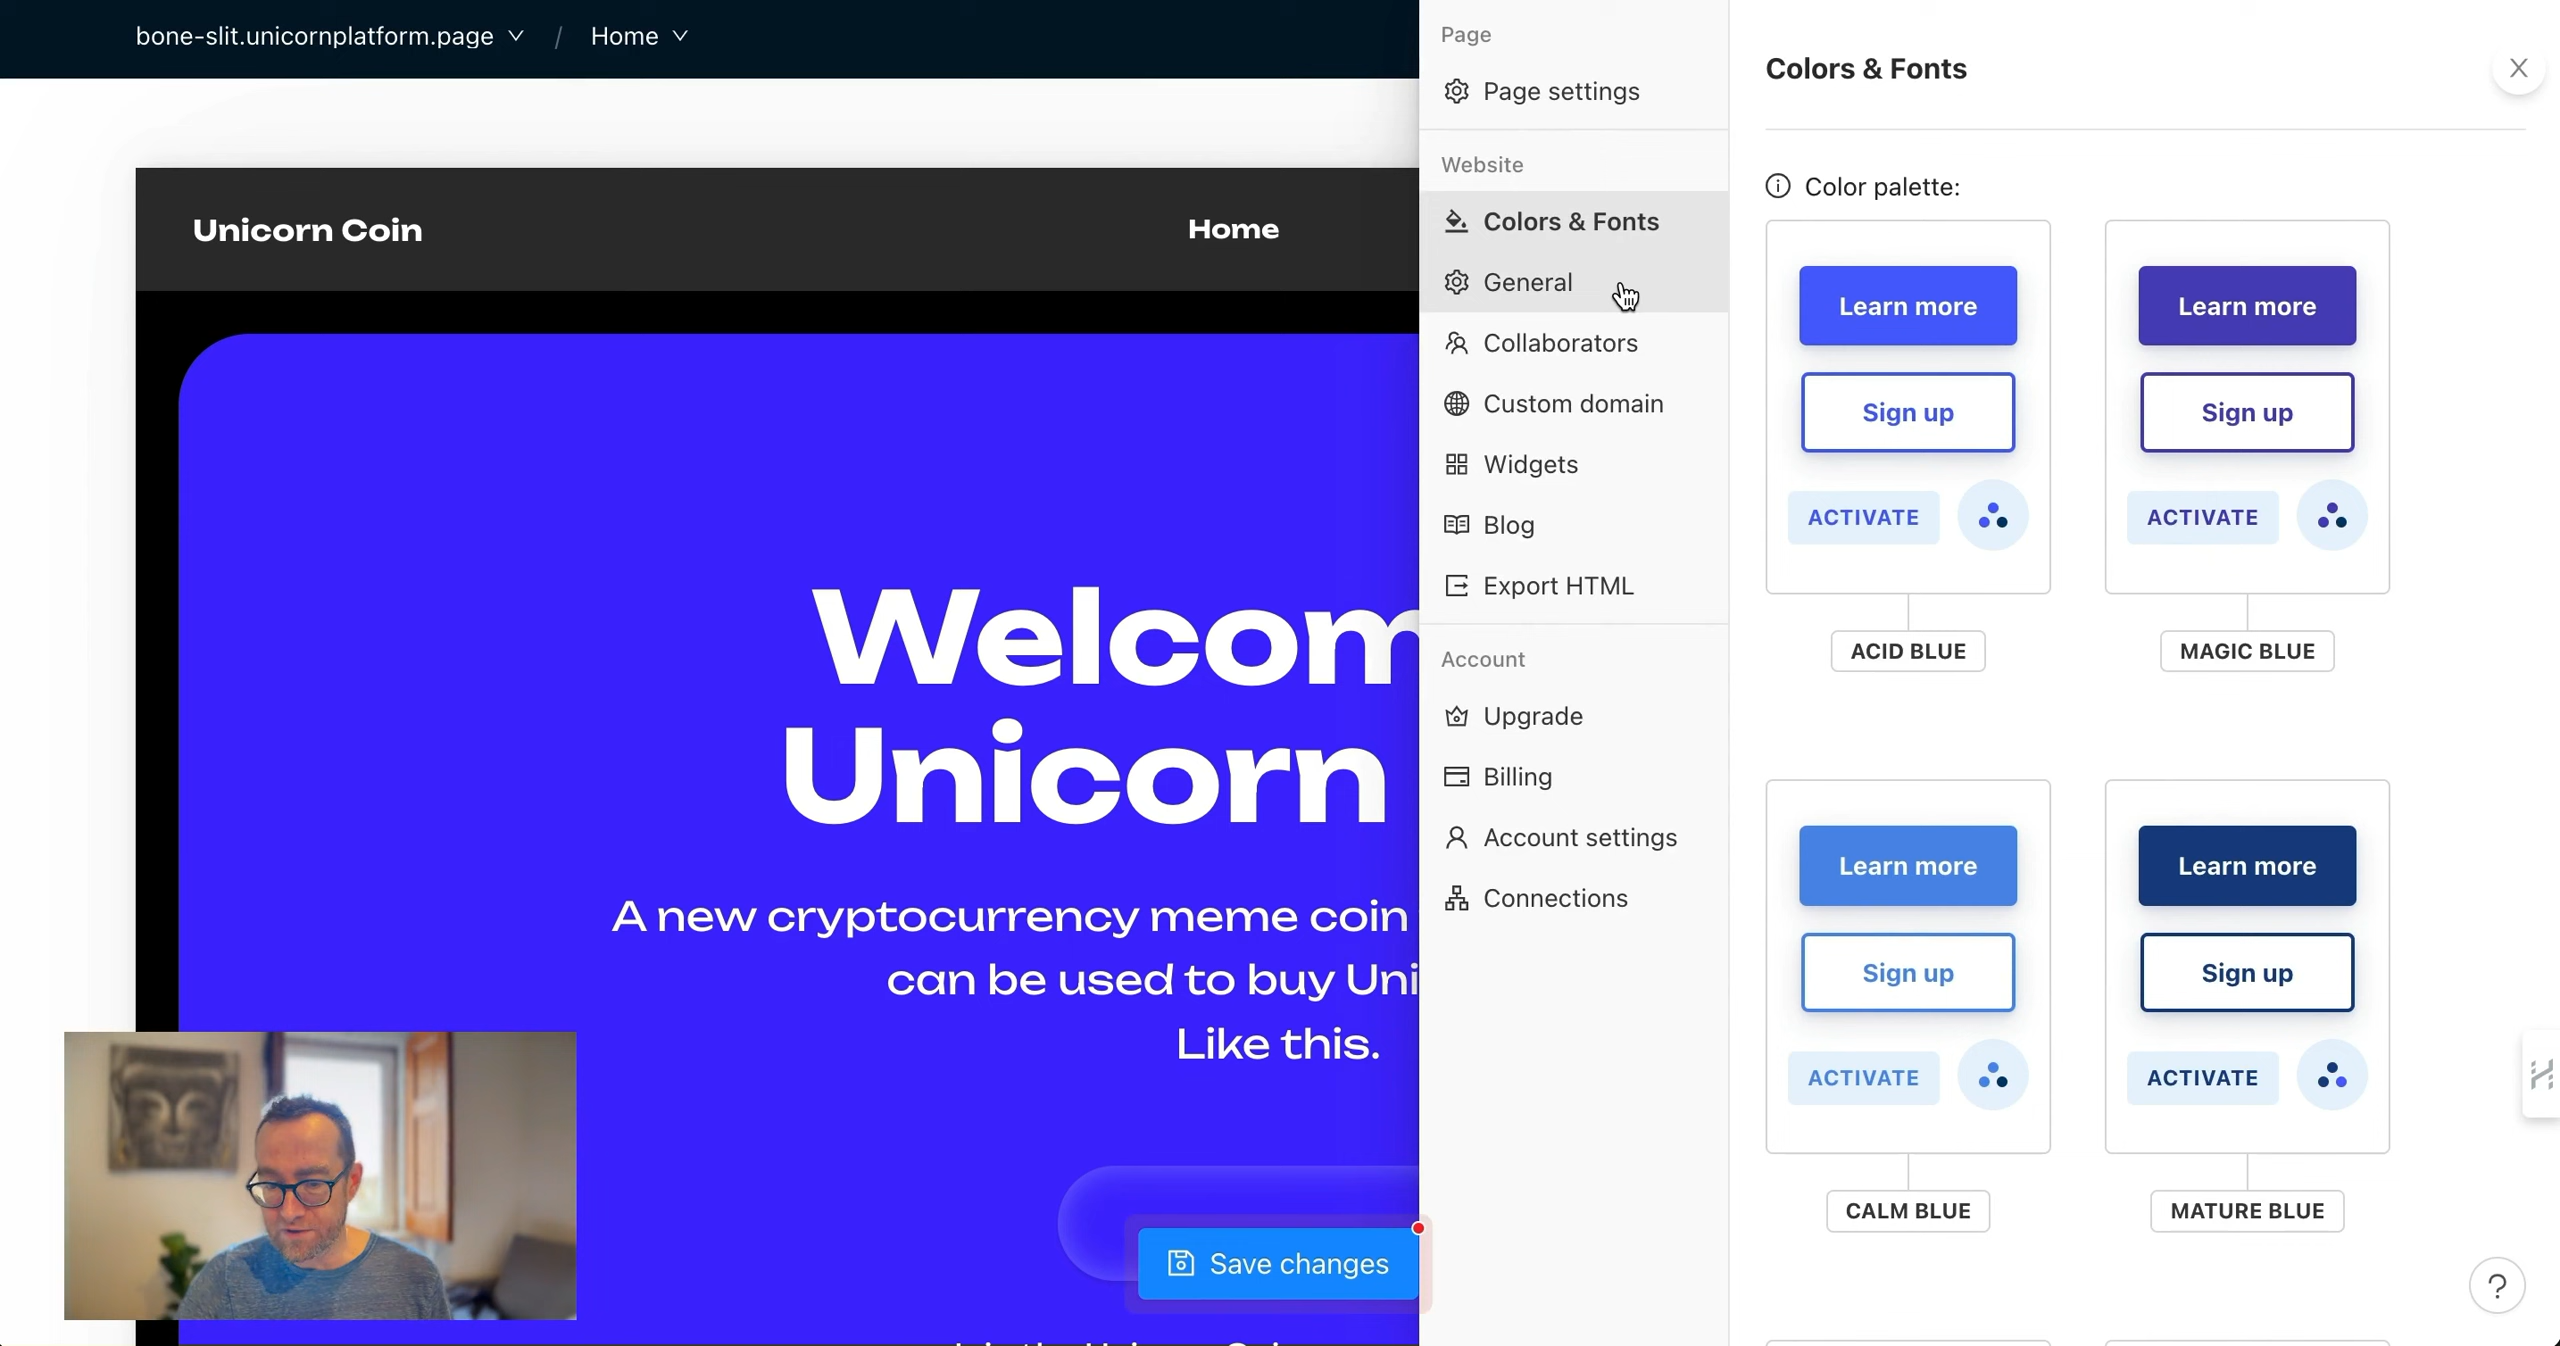 bone-slit.unicornplatform.page / Home
Unicorn Coin
Home
Welcom
Unicorn
A new cryptocurrency meme coin
can be used to buy Uni
Like this.
Save changes
Page
Page settings
Website
Colors & Fonts
General
Collaborators
Custom domain
Widgets
Blog
Export HTML
Account
Upgrade
Billing
Account settings
Connections
Colors & Fonts
Color palette:
Learn more
Sign up
ACTIVATE
ACID BLUE
Learn more
Sign up
ACTIVATE
MAGIC BLUE
Learn more
Sign up
ACTIVATE
CALM BLUE
Learn more
Sign up
ACTIVATE
MATURE BLUE
?